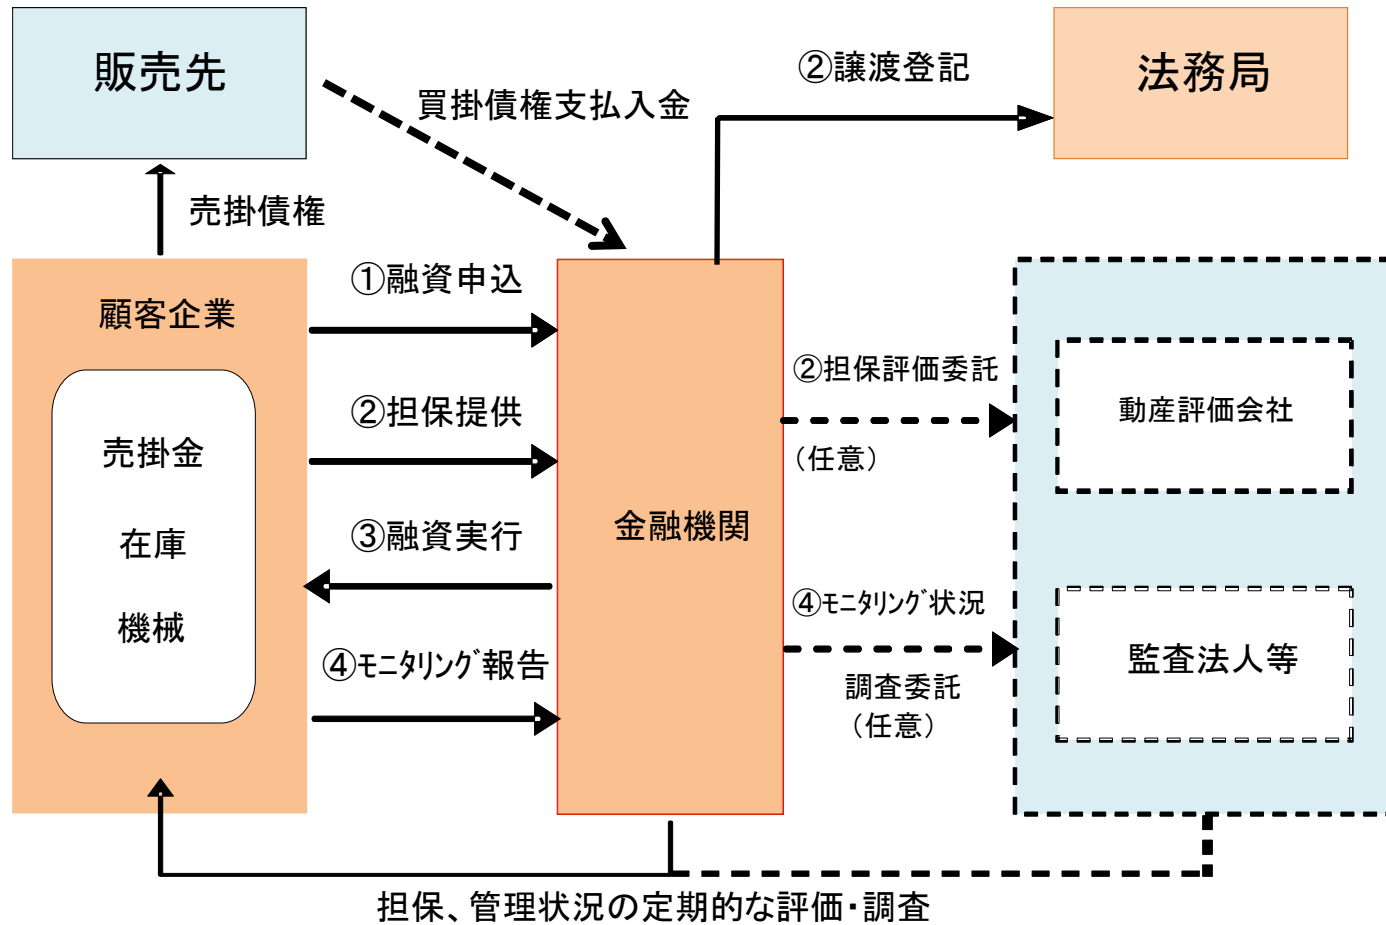 販売先
②譲渡登記
法務局
買掛債権支払入金
売掛債権
顧客企業
①融資申込
売掛金
在庫
機械
②担保提供
③融資実行
④ﾓﾆﾀﾘﾝｸﾞ報告
金融機関
②担保評価委託
（任意）
動産評価会社
④ﾓﾆﾀﾘﾝｸﾞ状況
調査委託
（任意）
監査法人等
担保、管理状況の定期的な評価・調査